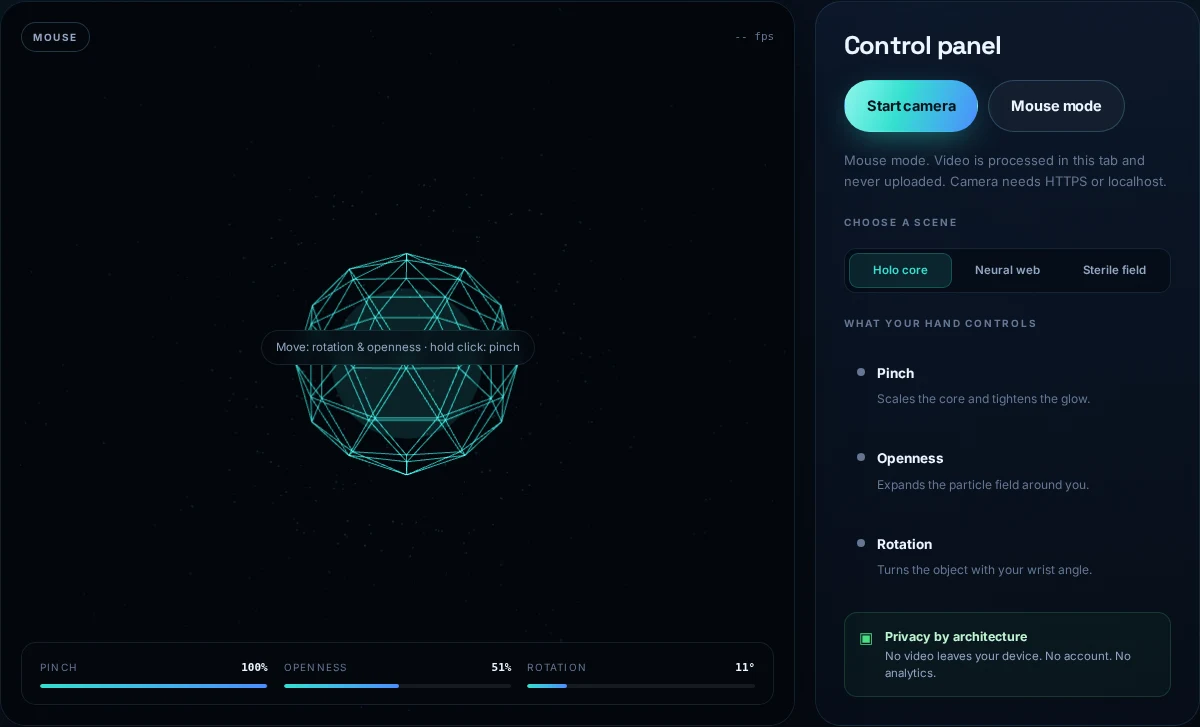 MOUSE
-- fps
Move: rotation & openness · hold click: pinch
PINCH 100%
OPENNESS 51%
ROTATION 11°
Control panel
Start camera
Mouse mode
Mouse mode. Video is processed in this tab and
never uploaded. Camera needs HTTPS or localhost.
CHOOSE A SCENE
Holo core
Neural web
Sterile field
WHAT YOUR HAND CONTROLS
Pinch
Scales the core and tightens the glow.
Openness
Expands the particle field around you.
Rotation
Turns the object with your wrist angle.
Privacy by architecture
No video leaves your device. No account. No
analytics.